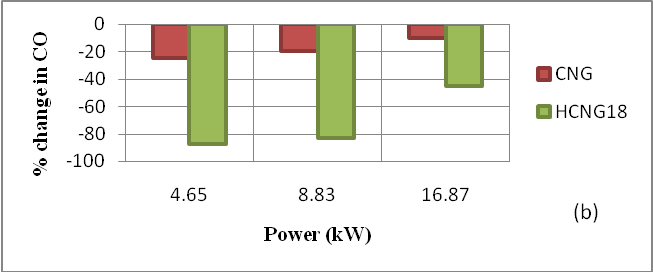 0
-20
-40
-60
-80
-100
% change in CO
4.65 8.83 16.87
Power (kW)
CNG
HCNG18
(b)